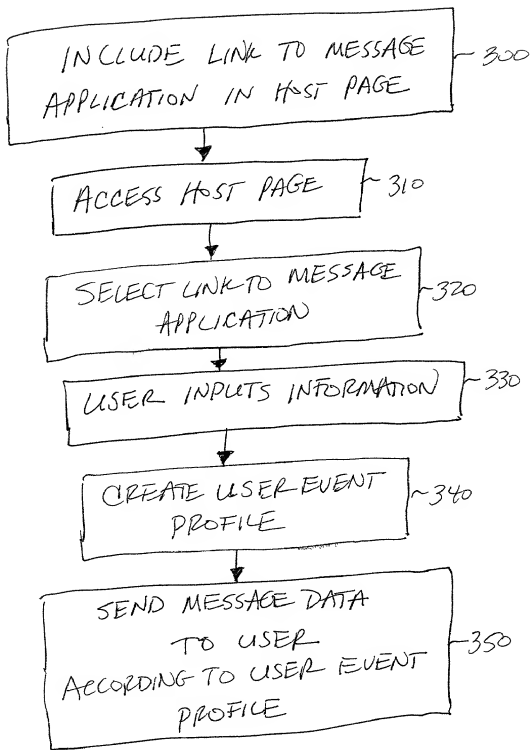 INCLUDE LINK TO MESSAGE
APPLICATION IN HOST PAGE
300
ACCESS HOST PAGE
310
SELECT LINK TO MESSAGE
APPLICATION
320
USER INPUTS INFORMATION
330
CREATE USER EVENT
PROFILE
340
SEND MESSAGE DATA
TO USER
ACCORDING TO USER EVENT
PROFILE
350